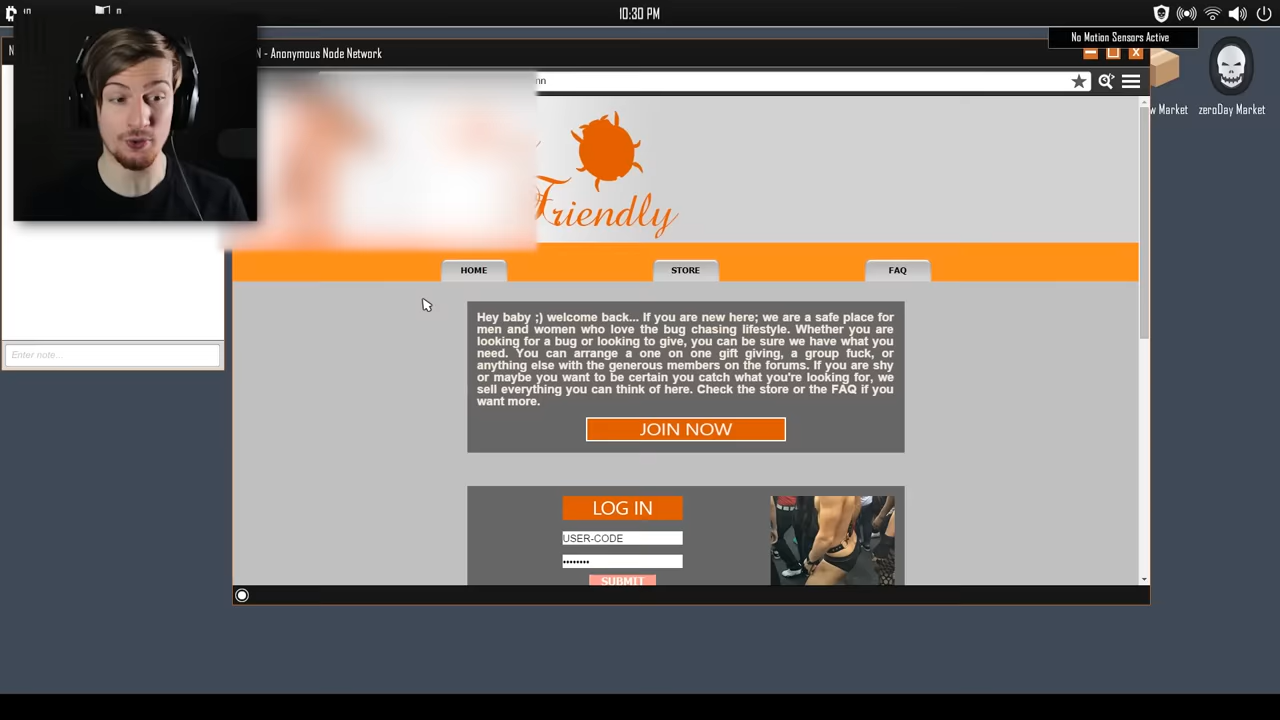 10:30 PM
No Motion Sensors Active
N - Anonymous Node Network
nn
w Market
zeroDay Market
Friendly
HOME
STORE
FAQ
Enter note...
Hey baby ;) welcome back... If you are new here; we are a safe place for
men and women who love the bug chasing lifestyle. Whether you are
looking for a bug or looking to give, you can be sure we have what you
need. You can arrange a one on one gift giving, a group fuck, or
anything else with the generous members on the forums. If you are shy
or maybe you want to be certain you catch what you're looking for, we
sell everything you can think of here. Check the store or the FAQ if you
want more.
JOIN NOW
LOG IN
USER-CODE
••••••••
SUBMIT